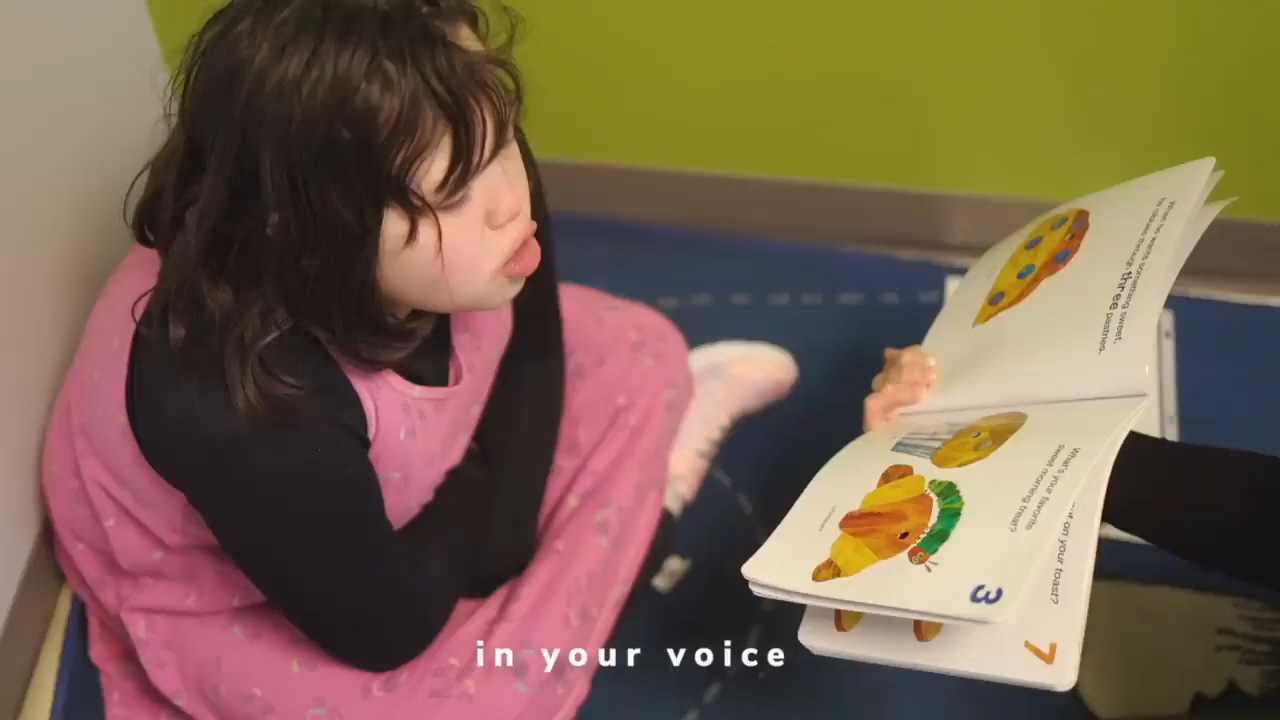 When he wants something sweet,
he nibbles through three pastries.
What's your favorite
sweet morning treat?
3
on your toast?
7
in your voice